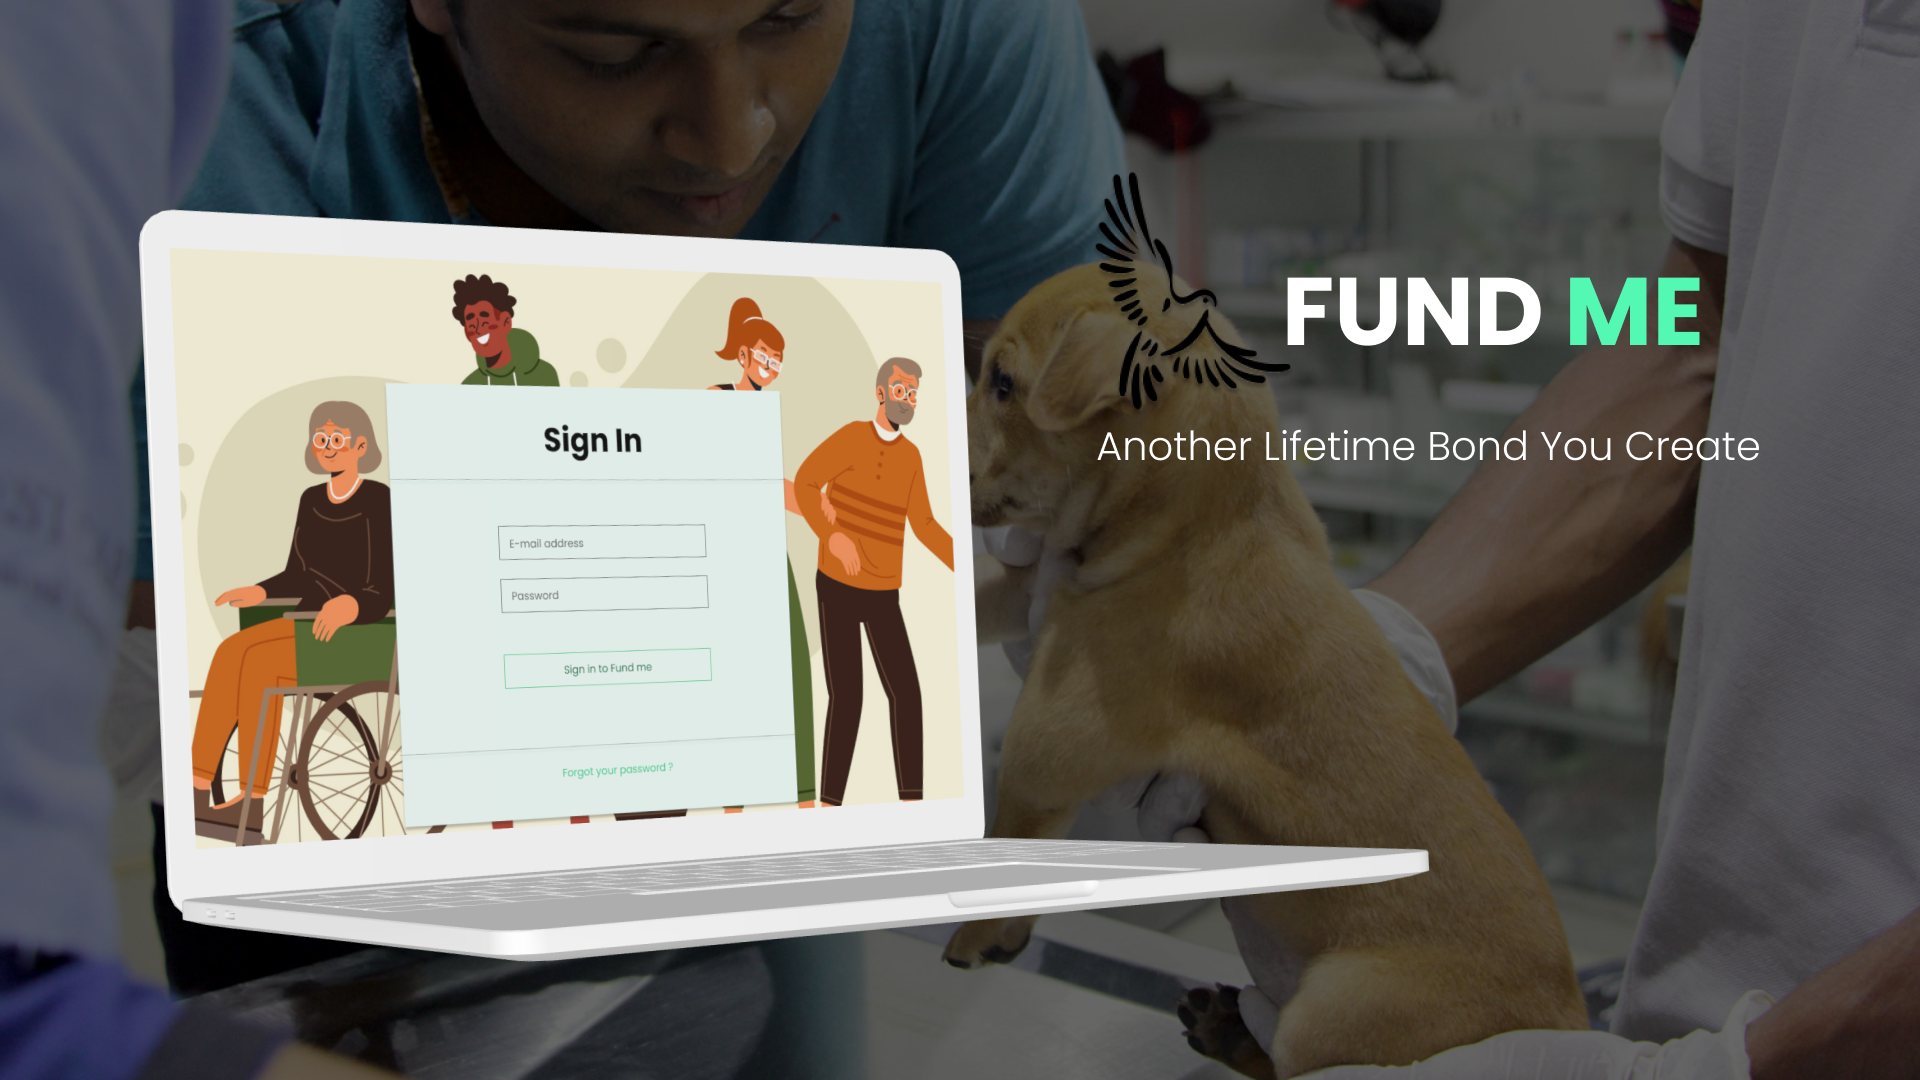 FUND ME
Another Lifetime Bond You Create
Sign In
E-mail address
Password
Sign in to Fund me
Forgot your password ?